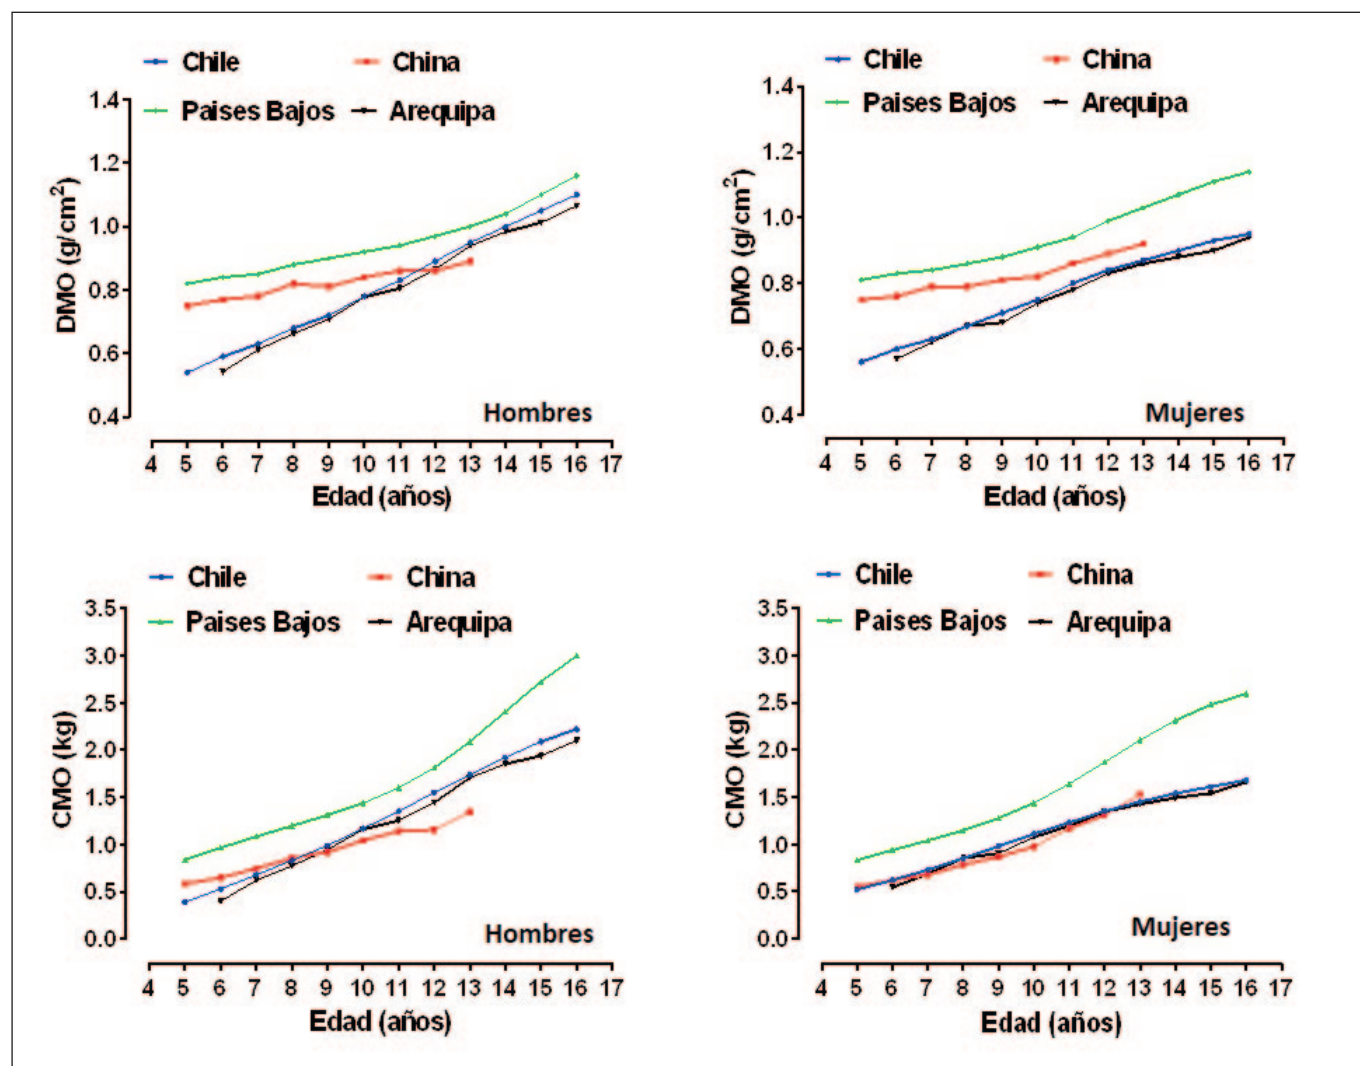 Chile China
Paises Bajos Arequipa
1.4
1.2
1.0
0.8
0.6
0.4
DMO (g/cm²)
Hombres
4 5 6 7 8 9 10 11 12 13 14 15 16 17
Edad (años)
Chile China
Paises Bajos Arequipa
1.4
1.2
1.0
0.8
0.6
0.4
DMO (g/cm²)
Mujeres
4 5 6 7 8 9 10 11 12 13 14 15 16 17
Edad (años)
Chile China
Paises Bajos Arequipa
3.5
3.0
2.5
2.0
1.5
1.0
0.5
0.0
CMO (kg)
Hombres
4 5 6 7 8 9 10 11 12 13 14 15 16 17
Edad (años)
Chile China
Paises Bajos Arequipa
3.5
3.0
2.5
2.0
1.5
1.0
0.5
0.0
CMO (kg)
Mujeres
4 5 6 7 8 9 10 11 12 13 14 15 16 17
Edad (años)